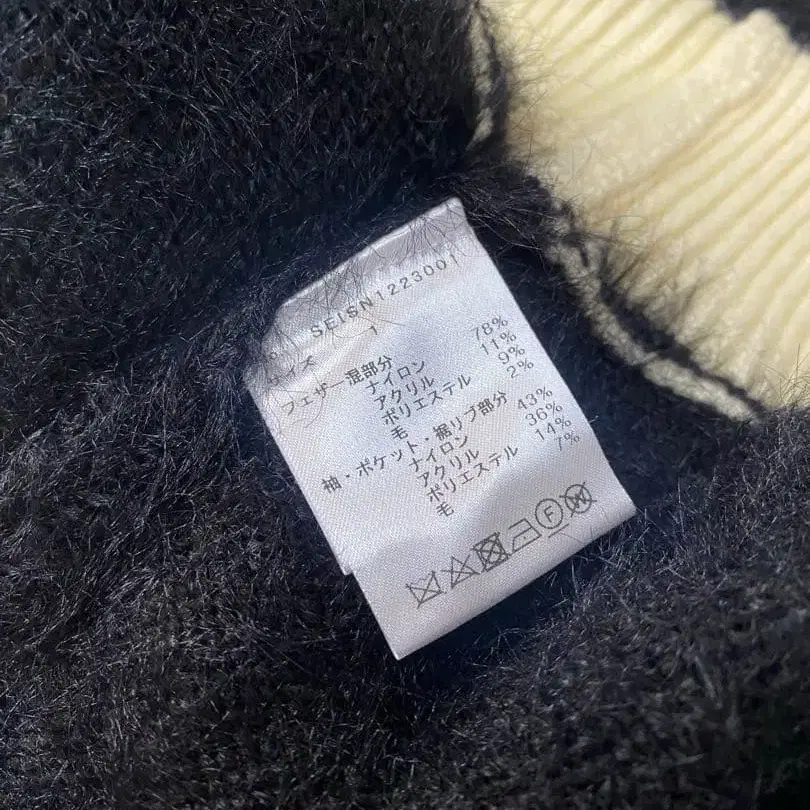 SEISN1223001
サイズ 1
フェザー混部分
ナイロン 78%
アクリル 11%
ポリエステル 9%
毛 2%
袖・ポケット・裾リブ部分
ナイロン 43%
アクリル 36%
ポリエステル 14%
毛 7%
F
W